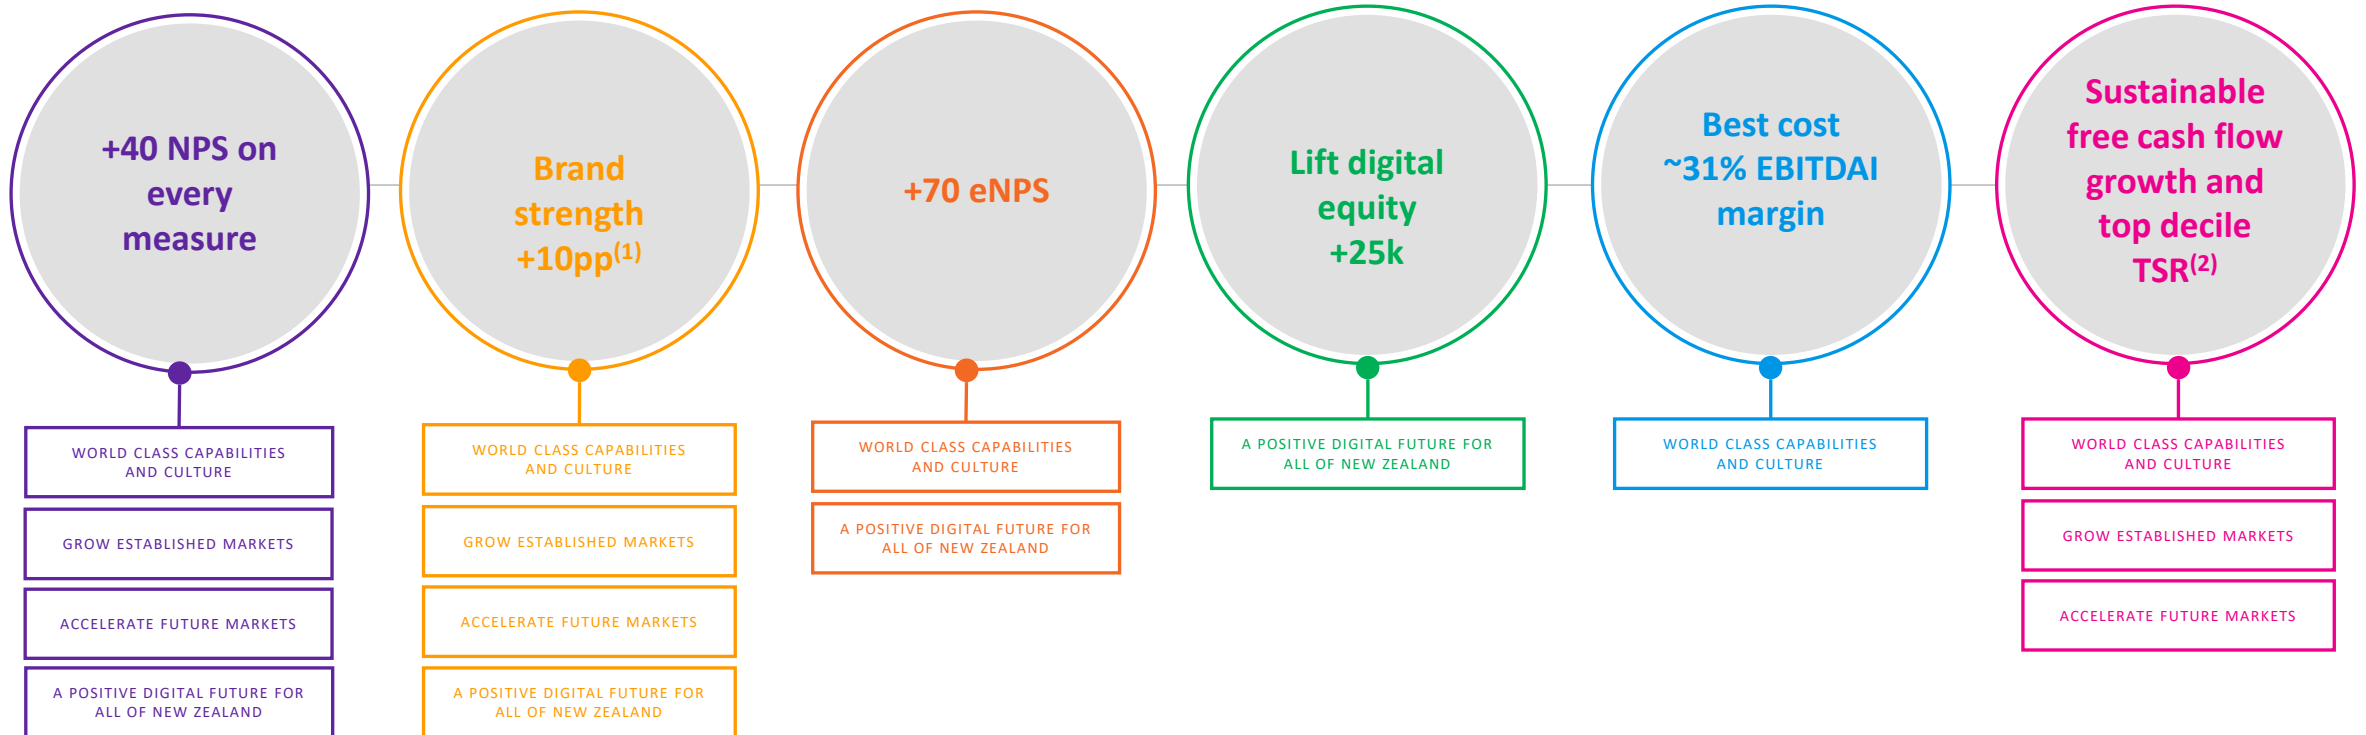 +40 NPS on
every
measure
Brand
strength
+10pp(1)
+70 eNPS
Lift digital
equity
+25k
Best cost
~31% EBITDAI
margin
Sustainable
free cash flow
growth and
top decile
TSR(2)
WORLD CLASS CAPABILITIES
AND CULTURE
GROW ESTABLISHED MARKETS
ACCELERATE FUTURE MARKETS
A POSITIVE DIGITAL FUTURE FOR
ALL OF NEW ZEALAND
WORLD CLASS CAPABILITIES
AND CULTURE
GROW ESTABLISHED MARKETS
ACCELERATE FUTURE MARKETS
A POSITIVE DIGITAL FUTURE FOR
ALL OF NEW ZEALAND
WORLD CLASS CAPABILITIES
AND CULTURE
A POSITIVE DIGITAL FUTURE FOR
ALL OF NEW ZEALAND
A POSITIVE DIGITAL FUTURE FOR
ALL OF NEW ZEALAND
WORLD CLASS CAPABILITIES
AND CULTURE
WORLD CLASS CAPABILITIES
AND CULTURE
GROW ESTABLISHED MARKETS
ACCELERATE FUTURE MARKETS